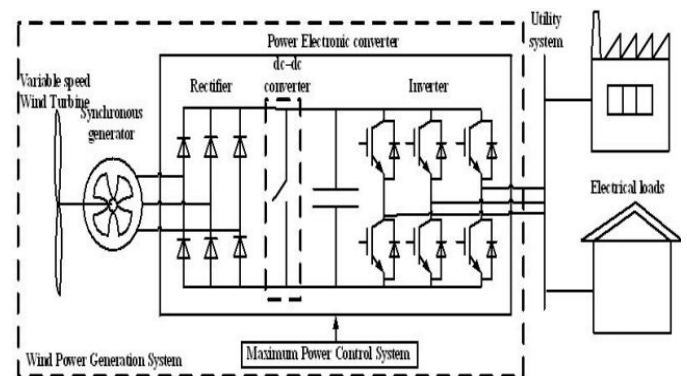 Utility
system
Power Electronic converter
dc-dc
converter
Rectifier
Inverter
Variable speed
Wind Turbine
Synchronous
generator
Electrical loads
Maximum Power Control System
Wind Power Generation System